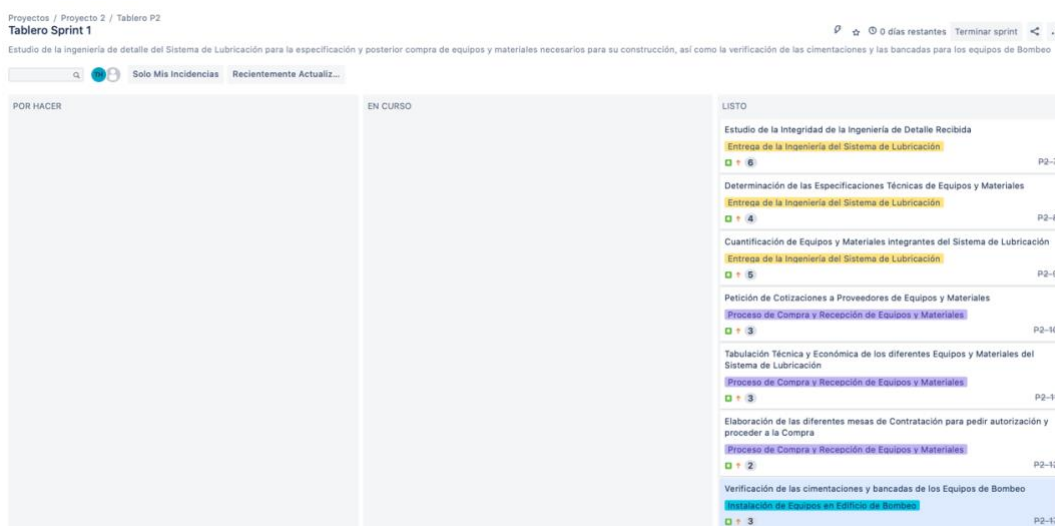 Proyectos / Proyecto 2 / Tablero P2
Tablero Sprint 1
0 días restantes Terminar sprint
Estudio de la ingeniería de detalle del Sistema de Lubricación para la especificación y posterior compra de equipos y materiales necesarios para su construcción, así como la verificación de las cimentaciones y las bancadas para los equipos de Bombeo
Solo Mis Incidencias Recientemente Actualiz...
POR HACER
EN CURSO
LISTO
Estudio de la Integridad de la Ingeniería de Detalle Recibida
Entrega de la Ingeniería del Sistema de Lubricación
6
Determinación de las Especificaciones Técnicas de Equipos y Materiales
Entrega de la Ingeniería del Sistema de Lubricación
4
Cuantificación de Equipos y Materiales integrantes del Sistema de Lubricación
Entrega de la Ingeniería del Sistema de Lubricación
5
Petición de Cotizaciones a Proveedores de Equipos y Materiales
Proceso de Compra y Recepción de Equipos y Materiales
3
Tabulación Técnica y Económica de los diferentes Equipos y Materiales del
Sistema de Lubricación
Proceso de Compra y Recepción de Equipos y Materiales
3
Elaboración de las diferentes mesas de Contratación para pedir autorización y
proceder a la Compra
Proceso de Compra y Recepción de Equipos y Materiales
2
Verificación de las cimentaciones y bancadas de los Equipos de Bombeo
Instalación de Equipos en Edificio de Bombeo
3